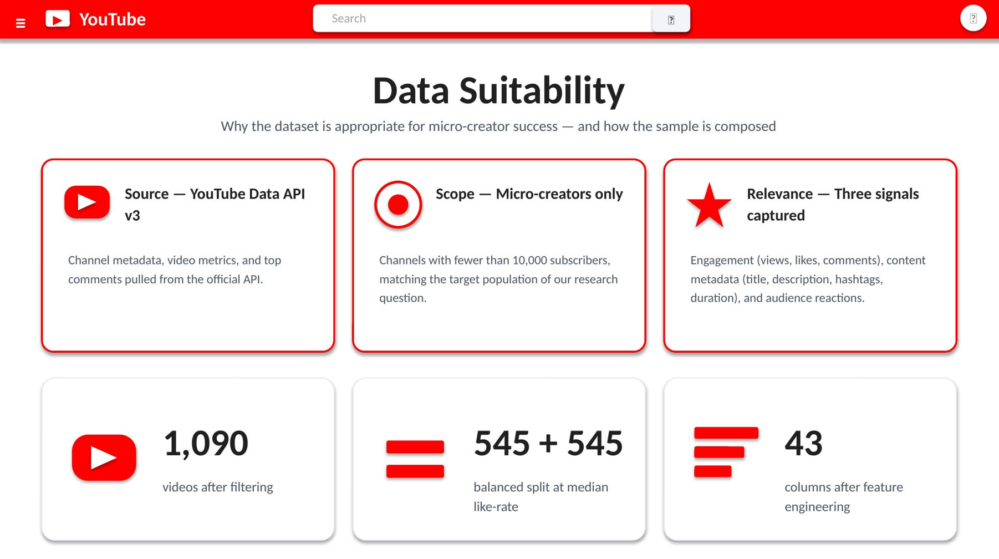 YouTube
Search
Data Suitability
Why the dataset is appropriate for micro-creator success — and how the sample is composed
Source — YouTube Data API
v3
Channel metadata, video metrics, and top
comments pulled from the official API.
Scope — Micro-creators only
Channels with fewer than 10,000 subscribers,
matching the target population of our research
question.
Relevance — Three signals
captured
Engagement (views, likes, comments), content
metadata (title, description, hashtags,
duration), and audience reactions.
1,090
videos after filtering
545 + 545
balanced split at median
like-rate
43
columns after feature
engineering